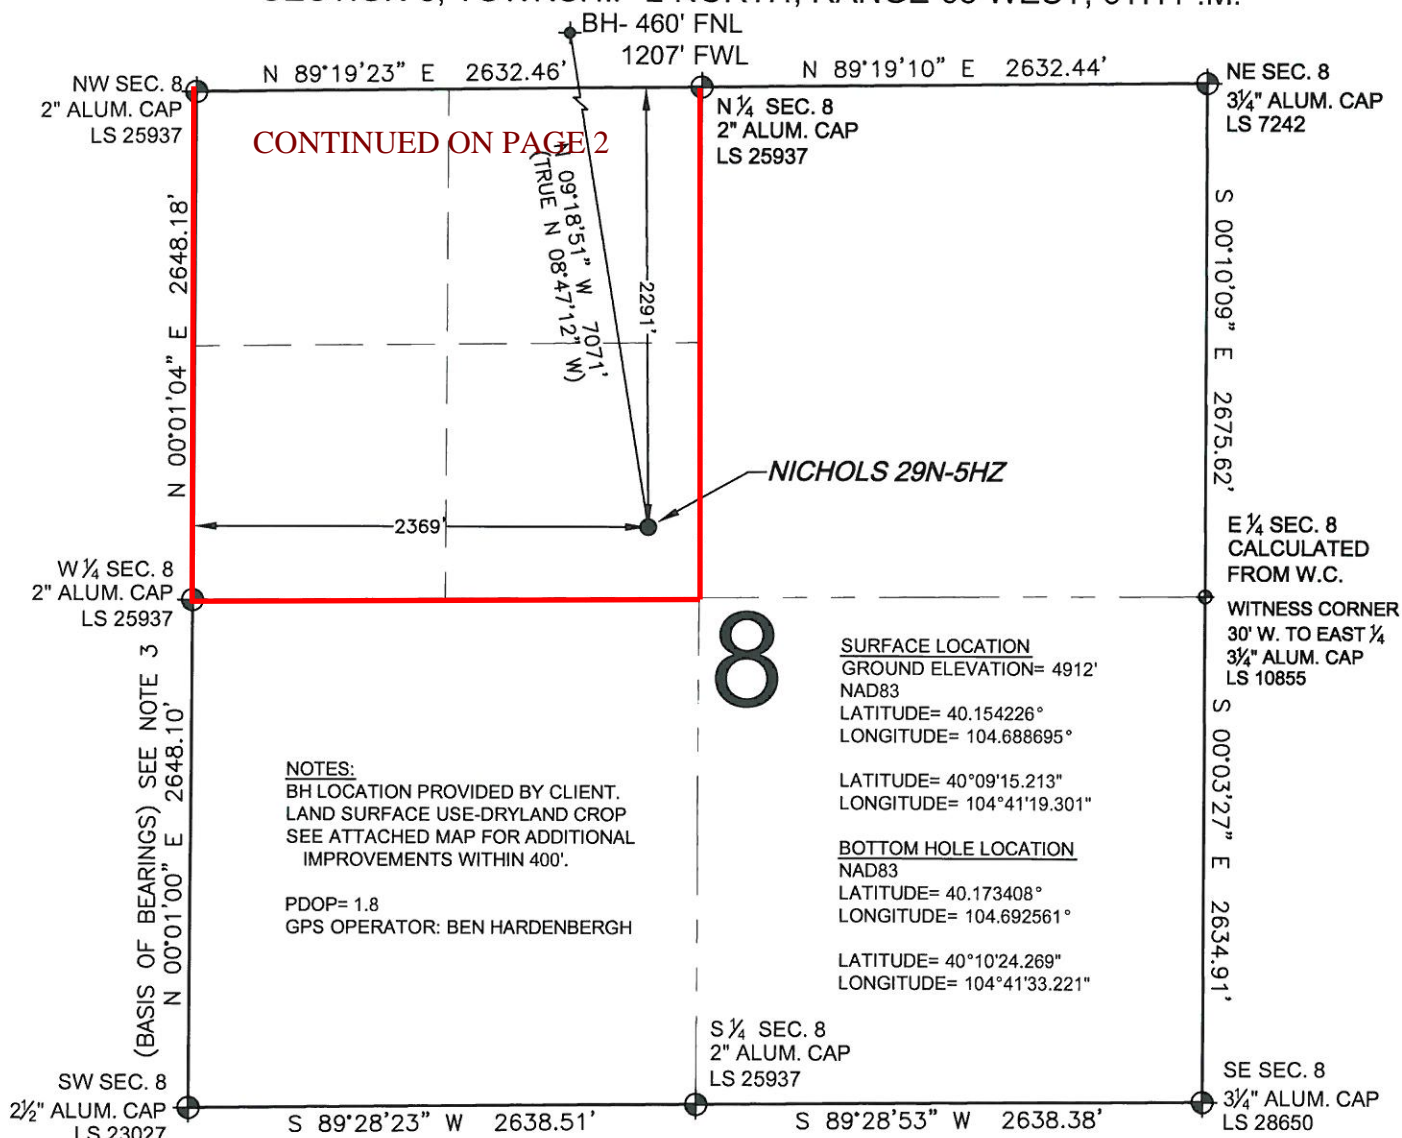 BH- 460' FNL
1207' FWL
N 89°19'23" E 2632.46'
N 89°19'10" E 2632.44'
NW SEC. 8
2" ALUM. CAP
LS 25937
N ¼ SEC. 8
2" ALUM. CAP
LS 25937
NE SEC. 8
3¼" ALUM. CAP
LS 7242
CONTINUED ON PAGE 2
N 09°18'51" W 7071'
(TRUE N 08°47'12" W)
2291'
N 00°01'04" E 2648.18'
S 00°10'09" E 2675.62'
NICHOLS 29N-5HZ
2369'
W ¼ SEC. 8
2" ALUM. CAP
LS 25937
E ¼ SEC. 8
CALCULATED
FROM W.C.
WITNESS CORNER
30' W. TO EAST ¼
3¼" ALUM. CAP
LS 10855
8
(BASIS OF BEARINGS) SEE NOTE 3
N 00°01'00" E 2648.10'
S 00°03'27" E 2634.91'
SURFACE LOCATION
GROUND ELEVATION= 4912'
NAD83
LATITUDE= 40.154226°
LONGITUDE= 104.688695°
LATITUDE= 40°09'15.213"
LONGITUDE= 104°41'19.301"
BOTTOM HOLE LOCATION
NAD83
LATITUDE= 40.173408°
LONGITUDE= 104.692561°
LATITUDE= 40°10'24.269"
LONGITUDE= 104°41'33.221"
NOTES:
BH LOCATION PROVIDED BY CLIENT.
LAND SURFACE USE-DRYLAND CROP
SEE ATTACHED MAP FOR ADDITIONAL
IMPROVEMENTS WITHIN 400'.
PDOP= 1.8
GPS OPERATOR: BEN HARDENBERGH
SW SEC. 8
2½" ALUM. CAP
LS 23027
S ¼ SEC. 8
2" ALUM. CAP
LS 25937
SE SEC. 8
3¼" ALUM. CAP
LS 28650
S 89°28'23" W 2638.51'
S 89°28'53" W 2638.38'